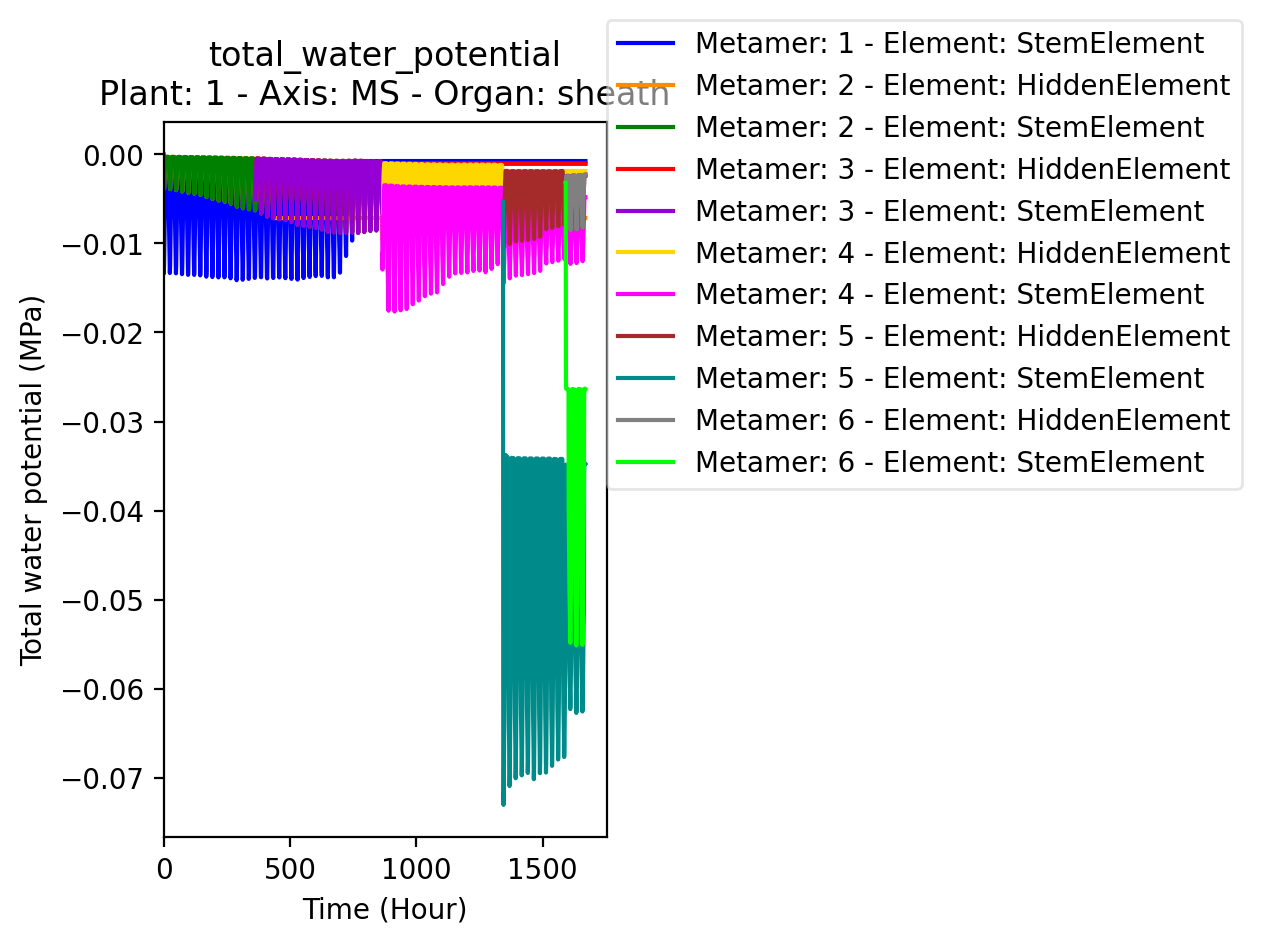 total_water_potential
Plant: 1 - Axis: MS - Organ: sheath
Metamer: 1 - Element: StemElement
Metamer: 2 - Element: HiddenElement
Metamer: 2 - Element: StemElement
Metamer: 3 - Element: HiddenElement
Metamer: 3 - Element: StemElement
Metamer: 4 - Element: HiddenElement
Metamer: 4 - Element: StemElement
Metamer: 5 - Element: HiddenElement
Metamer: 5 - Element: StemElement
Metamer: 6 - Element: HiddenElement
Metamer: 6 - Element: StemElement
Total water potential (MPa)
0.00
−0.01
−0.02
−0.03
−0.04
−0.05
−0.06
−0.07
0 500 1000 1500
Time (Hour)